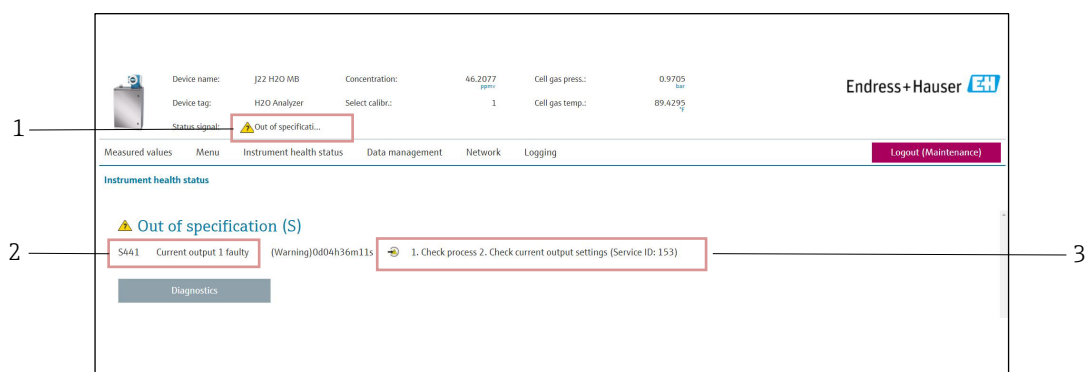 Device name: J22 H2O MB Concentration: 46.2077 ppmv Cell gas press.: 0.9705 bar
Endress+Hauser EH
Device tag: H2O Analyzer Select calibr.: 1 Cell gas temp.: 89.4295 °F
1
Status signal: Out of specificati...
Measured values Menu Instrument health status Data management Network Logging Logout (Maintenance)
Instrument health status
Out of specification (S)
2
S441 Current output 1 faulty (Warning)0d04h36m11s 1. Check process 2. Check current output settings (Service ID: 153)
3
Diagnostics